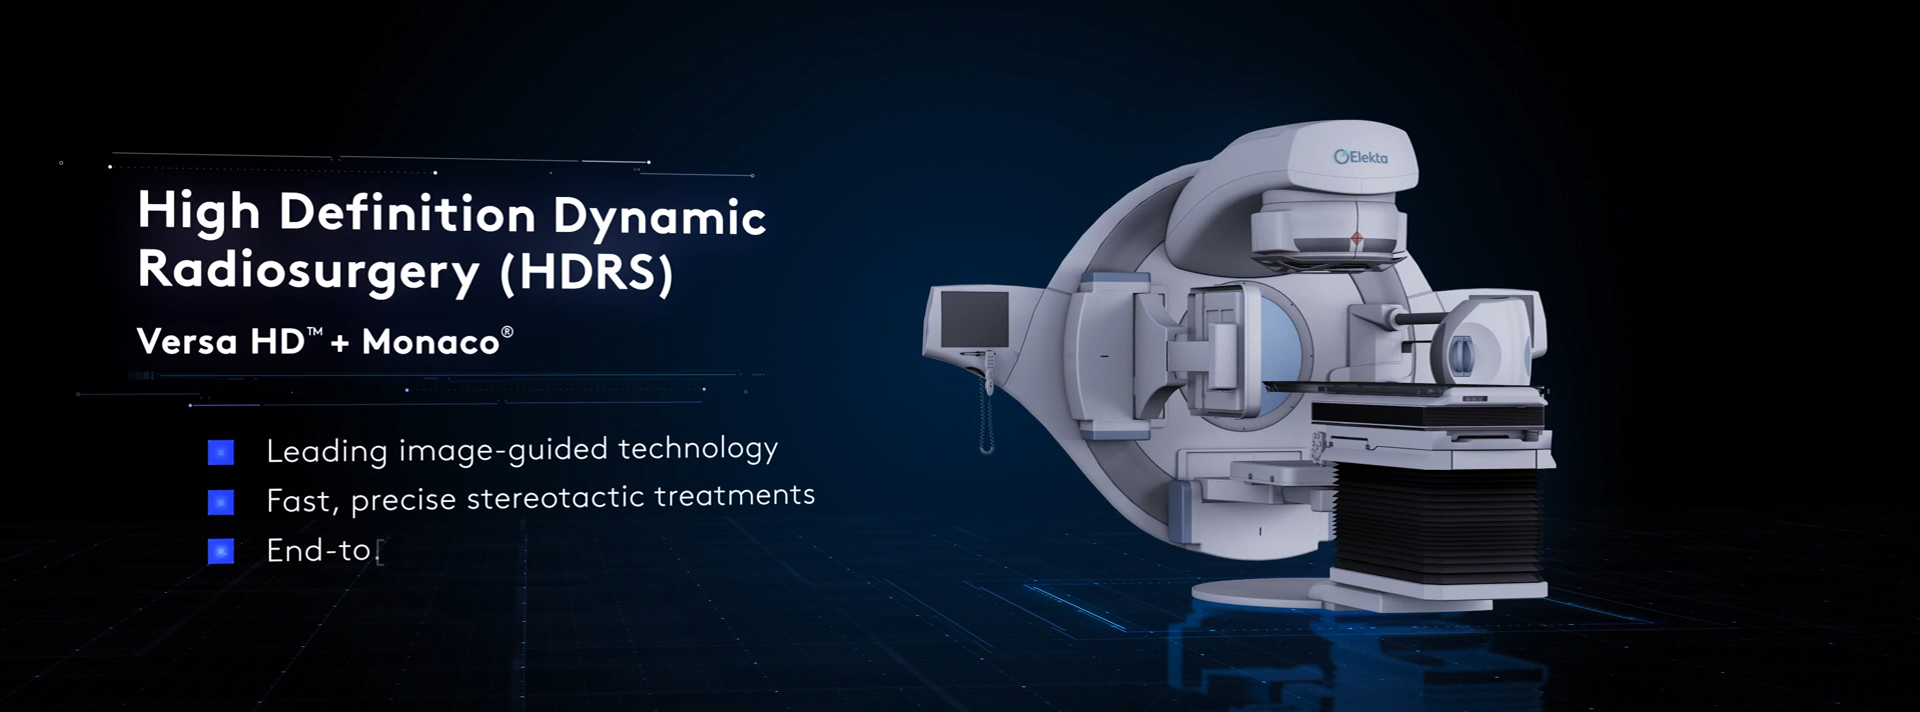 High Definition Dynamic
Radiosurgery (HDRS)
Versa HD™ + Monaco®
Leading image-guided technology
Fast, precise stereotactic treatments
End-to
Elekta